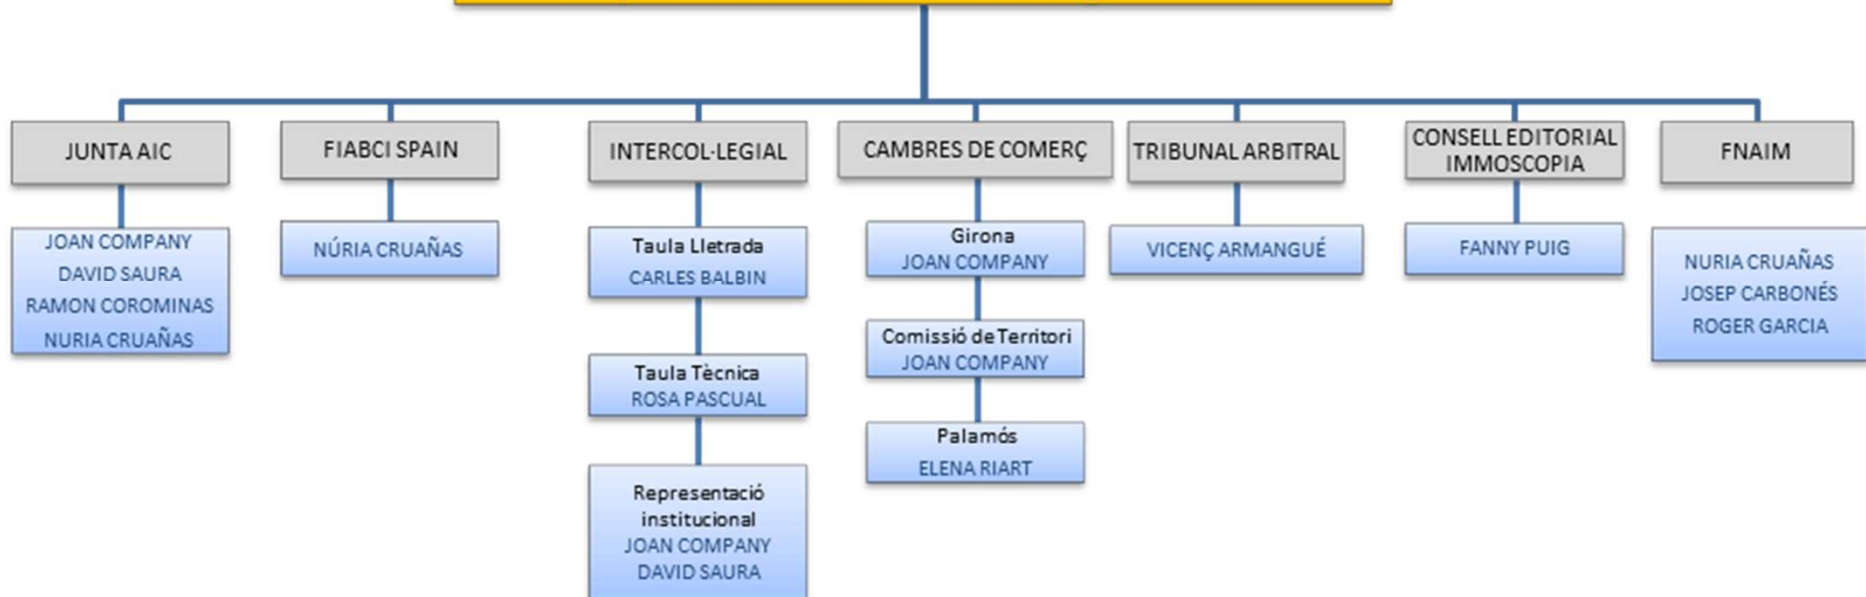 JUNTA AIC
JOAN COMPANY
DAVID SAURA
RAMON COROMINAS
NURIA CRUAÑAS
FIABCI SPAIN
NÚRIA CRUAÑAS
INTERCOL·LEGIAL
Taula Lletrada
CARLES BALBIN
Taula Tècnica
ROSA PASCUAL
Representació
institucional
JOAN COMPANY
DAVID SAURA
CAMBRES DE COMERÇ
Girona
JOAN COMPANY
Comissió de Territori
JOAN COMPANY
Palamós
ELENA RIART
TRIBUNAL ARBITRAL
VICENÇ ARMANGUÉ
CONSELL EDITORIAL
IMMOSCOPIA
FANNY PUIG
FNAIM
NURIA CRUAÑAS
JOSEP CARBONÉS
ROGER GARCIA